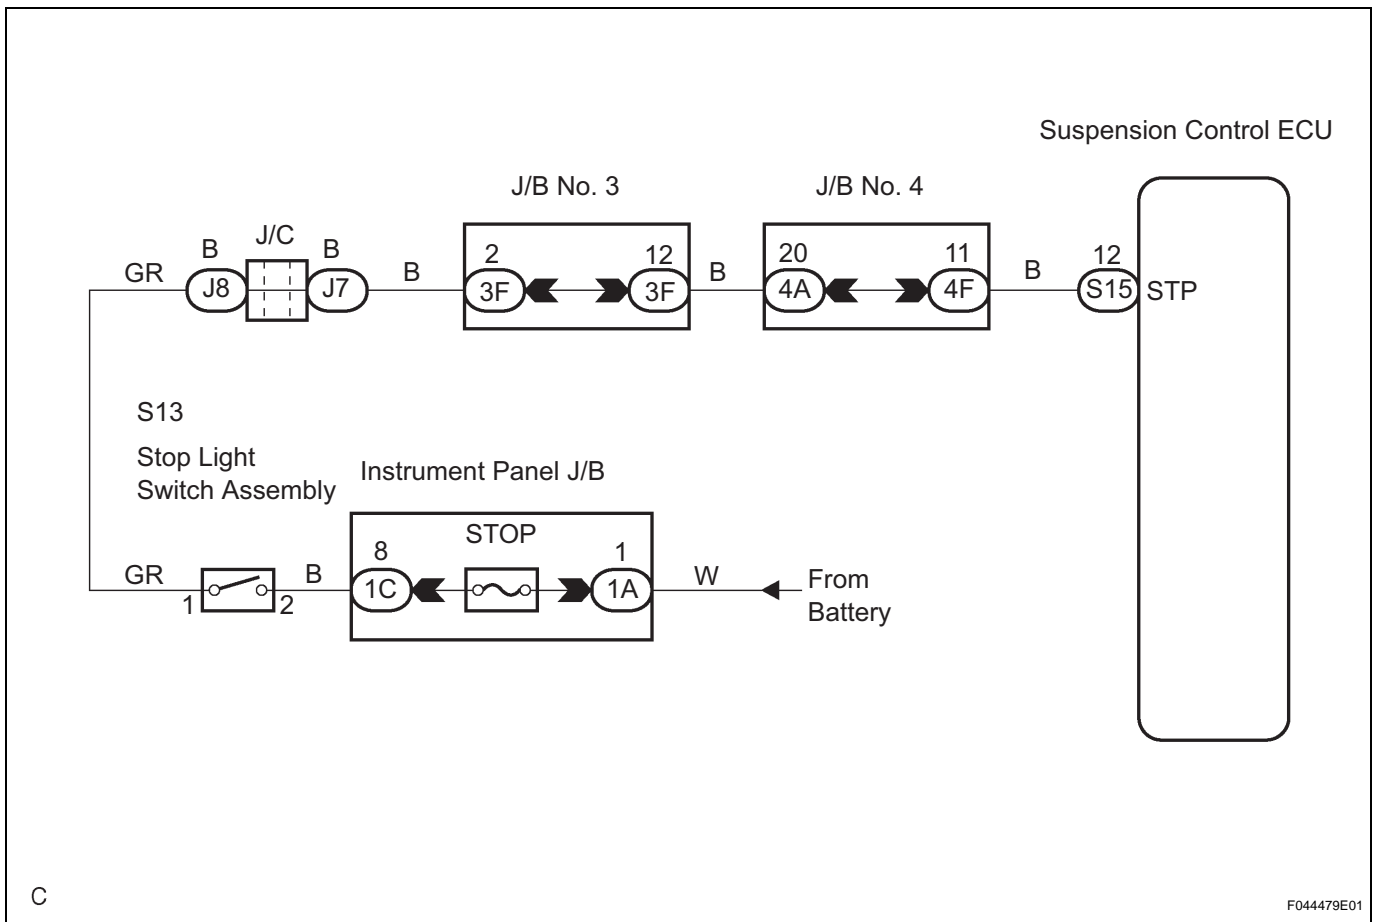 Suspension Control ECU
J/B No. 3
J/B No. 4
B J/C B
2 12 20 11 12
GR J8 J7 B 3F 3F B 4A 4F B S15 STP
S13
Stop Light
Switch Assembly
Instrument Panel J/B
STOP
8 1
GR 1 2 B 1C 1A W From
Battery
C
F044479E01